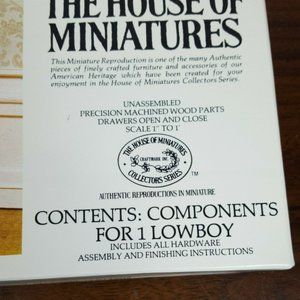 THE HOUSE OF
MINIATURES
This Miniature Reproduction is one of the many Authentic
pieces of finely crafted furniture and accessories of our
American Heritage which have been created for your
enjoyment in the House of Miniatures Collectors Series.
UNASSEMBLED
PRECISION MACHINED WOOD PARTS
DRAWERS OPEN AND CLOSE
SCALE 1" TO 1'
THE HOUSE OF MINIATURES
CRAFTMARK INC.
COLLECTORS SERIES
TM
AUTHENTIC REPRODUCTIONS IN MINIATURE
CONTENTS: COMPONENTS
FOR 1 LOWBOY
INCLUDES ALL HARDWARE
ASSEMBLY AND FINISHING INSTRUCTIONS